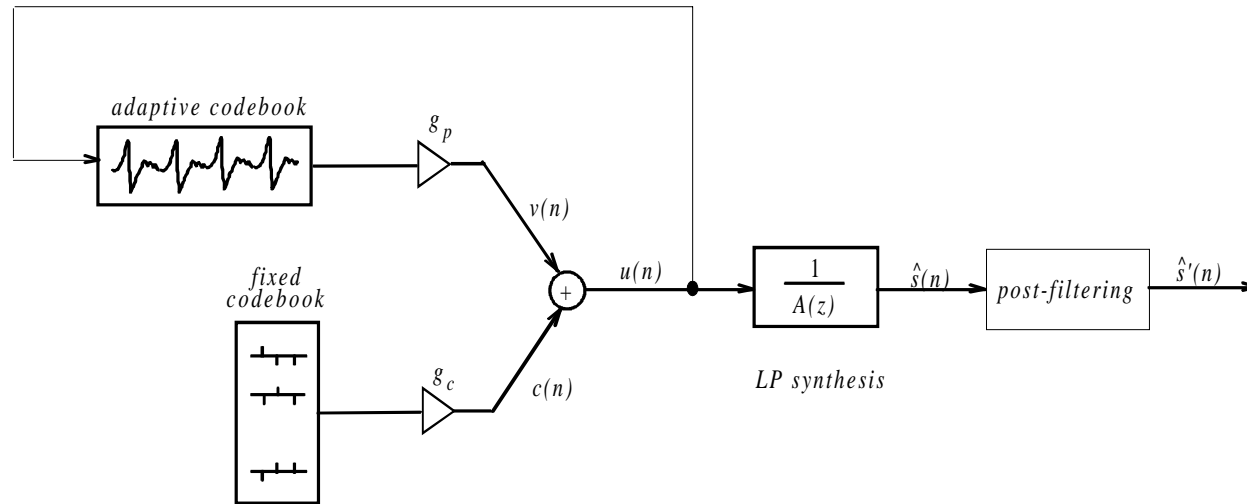 adaptive codebook
g_p
v(n)
fixed
codebook
g_c
c(n)
+
u(n)
1
A(z)
LP synthesis
ŝ(n)
post-filtering
ŝ'(n)